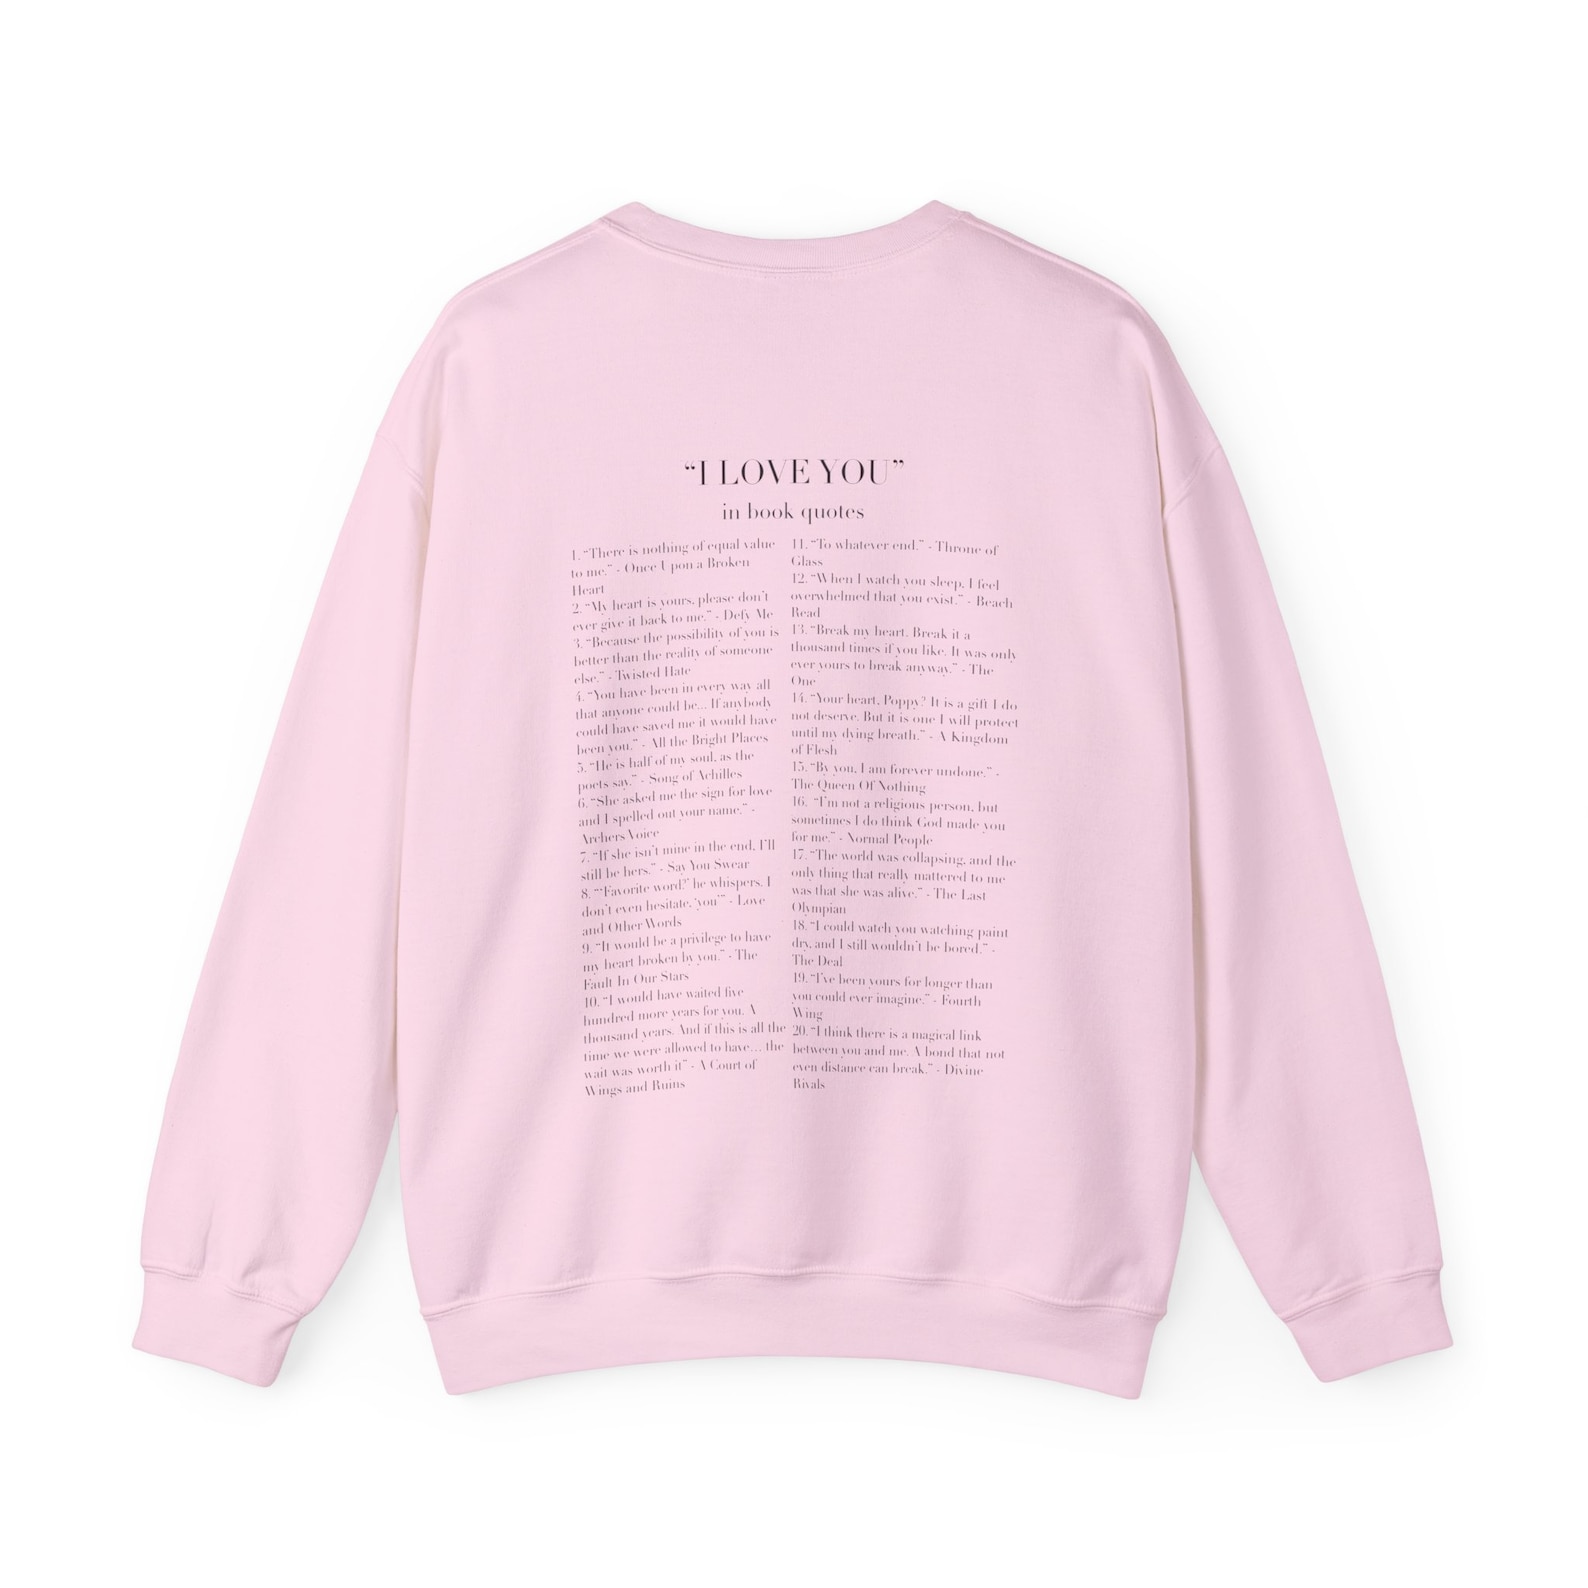 “I LOVE YOU”
in book quotes
1. “There is nothing of equal value
to me.” - Once Upon a Broken
Heart
2. “My heart is yours, please don’t
ever give it back to me.” - Defy Me
3. “Because the possibility of you is
better than the reality of someone
else.” - Twisted Hate
4. “You have been in every way all
that anyone could be... If anybody
could have saved me it would have
been you.” - All the Bright Places
5. “He is half of my soul, as the
poets say.” - Song of Achilles
6. “She asked me the sign for love
and I spelled out your name.” -
Archers Voice
7. “If she isn’t mine in the end, I’ll
still be hers.” - Say You Swear
8. “‘Favorite word?’ he whispers. I
don’t even hesitate, ‘you’” - Love
and Other Words
9. “It would be a privilege to have
my heart broken by you.” - The
Fault In Our Stars
10. “I would have waited five
hundred more years for you. A
thousand years. And if this is all the
time we were allowed to have... the
wait was worth it” - A Court of
Wings and Ruins
11. “To whatever end.” - Throne of
Glass
12. “When I watch you sleep, I feel
overwhelmed that you exist.” - Beach
Read
13. “Break my heart. Break it a
thousand times if you like. It was only
ever yours to break anyway.” - The
One
14. “Your heart, Poppy? It is a gift I do
not deserve. But it is one I will protect
until my dying breath.” - A Kingdom
of Flesh
15. “By you, I am forever undone.” -
The Queen Of Nothing
16. “I’m not a religious person, but
sometimes I do think God made you
for me.” - Normal People
17. “The world was collapsing, and the
only thing that really mattered to me
was that she was alive.” - The Last
Olympian
18. “I could watch you watching paint
dry, and I still wouldn’t be bored.” -
The Deal
19. “I’ve been yours for longer than
you could ever imagine.” - Fourth
Wing
20. “I think there is a magical link
between you and me. A bond that not
even distance can break.” - Divine
Rivals